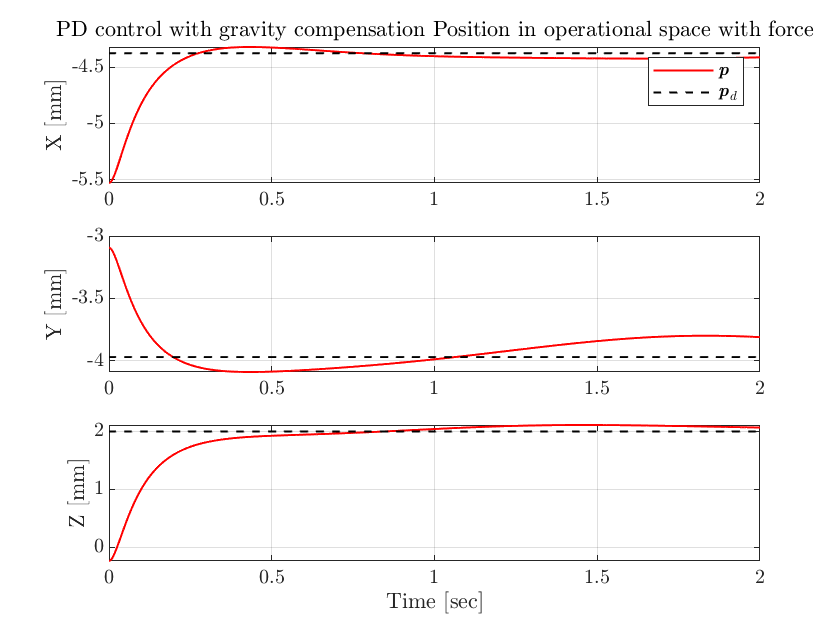 PD control with gravity compensation Position in operational space with force
X [mm]
-4.5
-5
-5.5
p
p_d
0 0.5 1 1.5 2
Y [mm]
-3
-3.5
-4
0 0.5 1 1.5 2
Z [mm]
2
1
0
0 0.5 1 1.5 2
Time [sec]